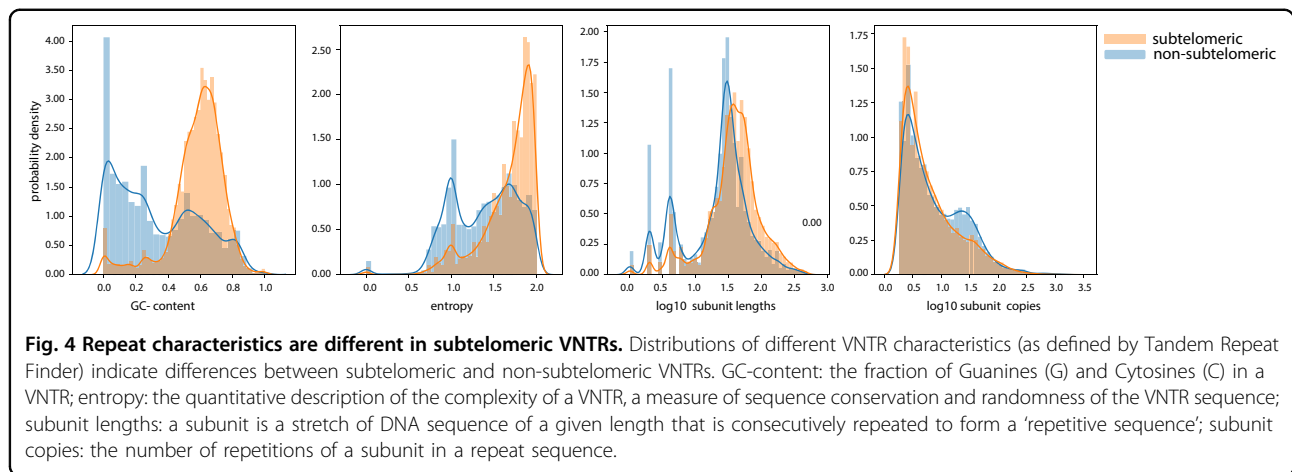 subtelomeric
non-subtelomeric
probability density
4.00
3.50
3.00
2.50
2.00
1.50
1.00
0.50
0.00
0.0 0.2 0.4 0.6 0.8 1.0
GC- content
2.50
2.00
1.50
1.00
0.50
0.00
0.0 0.5 1.0 1.5 2.0
entropy
2.00
1.75
1.50
1.25
1.00
0.75
0.50
0.25
0.00
0.0 0.5 1.0 1.5 2.0 2.5 3.0
log10 subunit lengths
1.75
1.50
1.25
1.00
0.75
0.50
0.25
0.00
0.0 0.5 1.0 1.5 2.0 2.5 3.0 3.5
log10 subunit copies
Fig. 4 Repeat characteristics are different in subtelomeric VNTRs. Distributions of different VNTR characteristics (as defined by Tandem Repeat
Finder) indicate differences between subtelomeric and non-subtelomeric VNTRs. GC-content: the fraction of Guanines (G) and Cytosines (C) in a
VNTR; entropy: the quantitative description of the complexity of a VNTR, a measure of sequence conservation and randomness of the VNTR sequence;
subunit lengths: a subunit is a stretch of DNA sequence of a given length that is consecutively repeated to form a ‘repetitive sequence’; subunit
copies: the number of repetitions of a subunit in a repeat sequence.